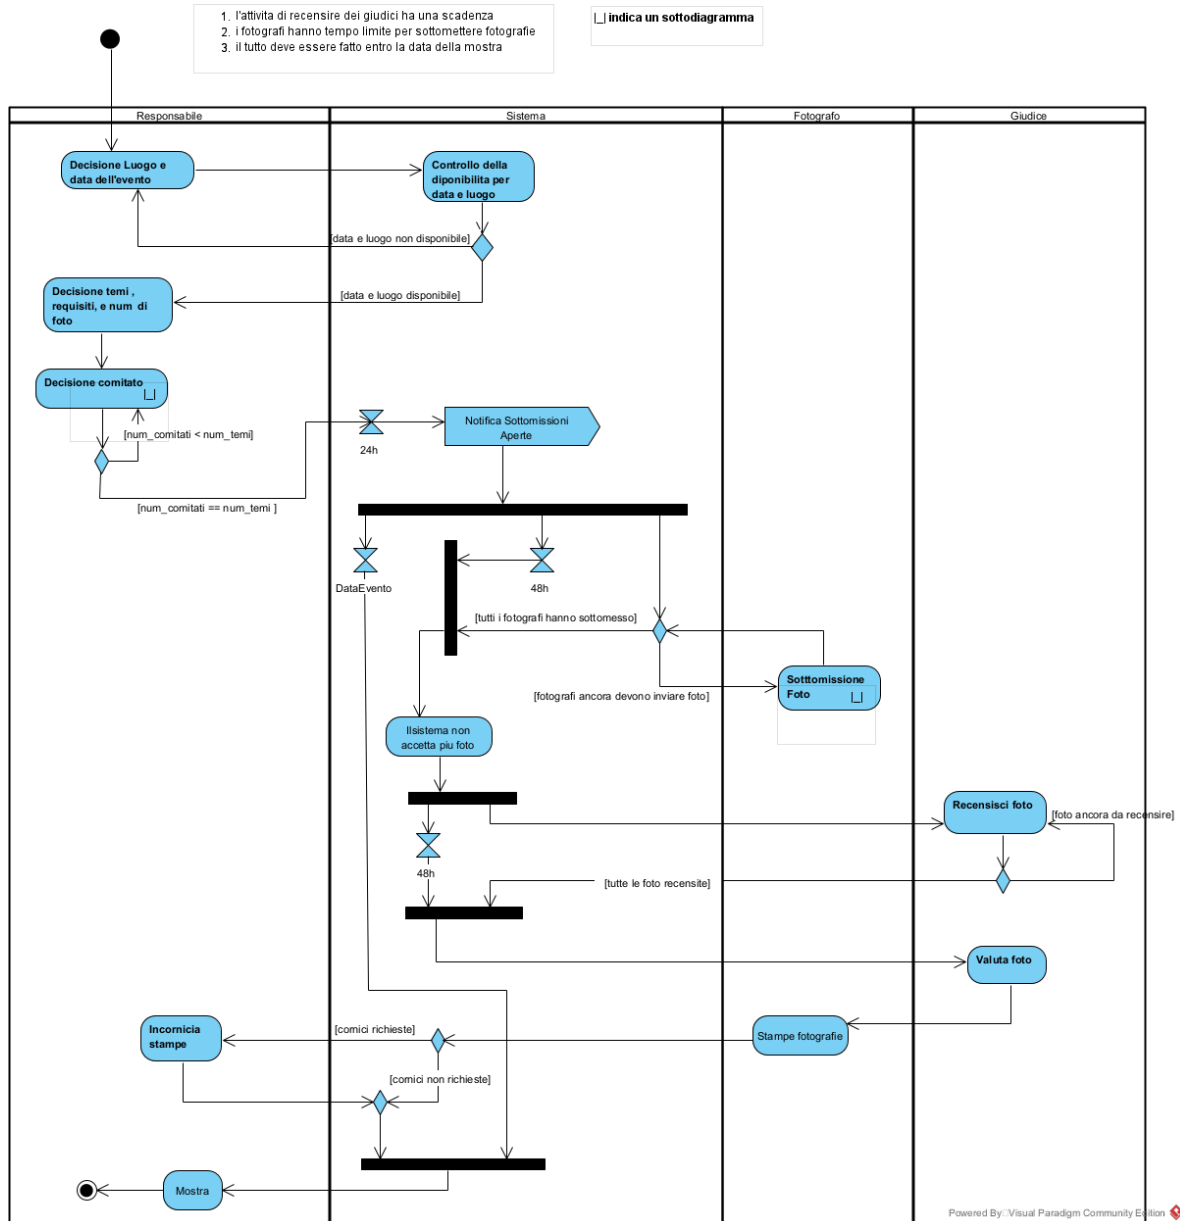 1. l'attivita di recensire dei giudici ha una scadenza
2. i fotografi hanno tempo limite per sottomettere fotografie
3. il tutto deve essere fatto entro la data della mostra
|_| indica un sottodiagramma
Responsabile
Sistema
Fotografo
Giudice
Decisione Luogo e
data dell'evento
Controllo della
diponibilita per
data e luogo
[data e luogo non disponibile]
Decisione temi ,
requisiti, e num di
foto
[data e luogo disponibile]
Decisione comitato
|_|
[num_comitati < num_temi]
[num_comitati == num_temi ]
24h
Notifica Sottomissioni
Aperte
DataEvento
48h
[tutti i fotografi hanno sottomesso]
[fotografi ancora devono inviare foto]
Sotttomissione
Foto
|_|
Ilsistema non
accetta piu foto
Recensisci foto
[foto ancora da recensire]
48h
[tutte le foto recensite]
Valuta foto
Incornicia
stampe
[cornici richieste]
Stampe fotografie
[cornici non richieste]
Mostra
Powered By Visual Paradigm Community Edition